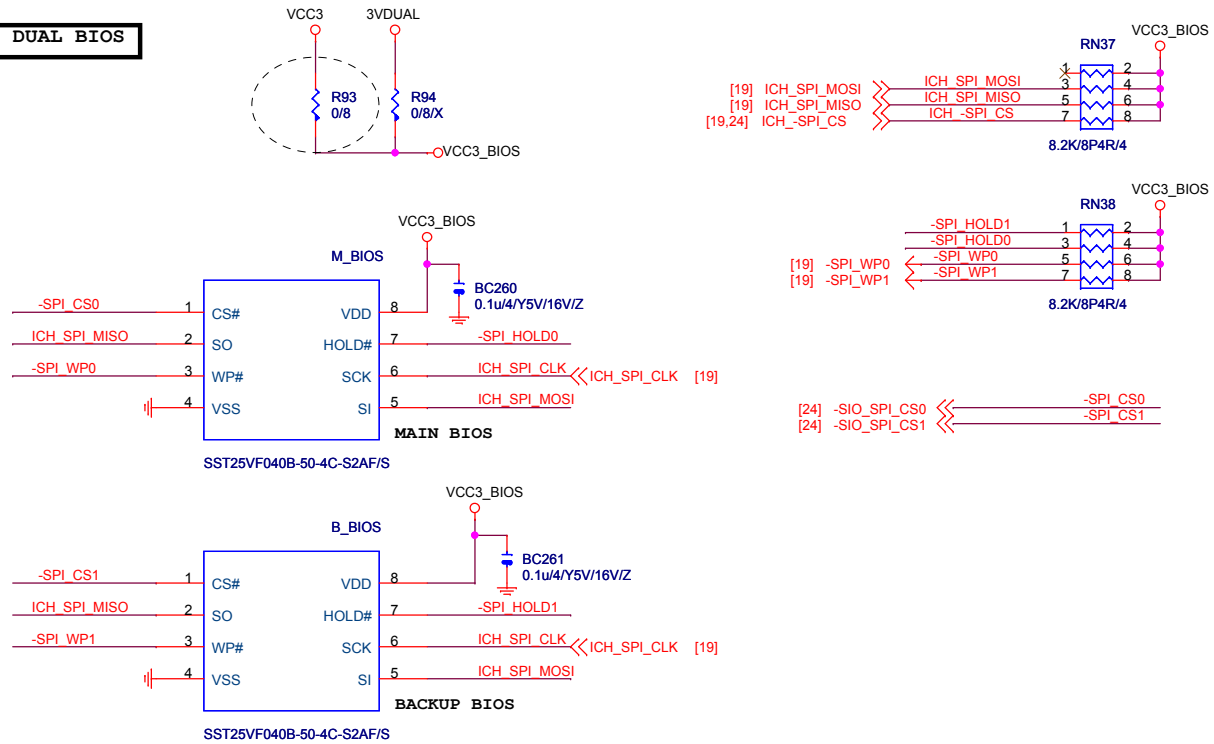 DUAL BIOS
VCC3
3VDUAL
R93
0/8
R94
0/8/X
VCC3_BIOS
VCC3_BIOS
RN37
1 2
[19] ICH_SPI_MOSI ICH_SPI_MOSI 3 4
[19] ICH_SPI_MISO ICH_SPI_MISO 5 6
[19,24] ICH_-SPI_CS ICH_-SPI_CS 7 8
8.2K/8P4R/4
VCC3_BIOS
RN38
-SPI_HOLD1 1 2
-SPI_HOLD0 3 4
[19] -SPI_WP0 -SPI_WP0 5 6
[19] -SPI_WP1 -SPI_WP1 7 8
8.2K/8P4R/4
VCC3_BIOS
M_BIOS
BC260
0.1u/4/Y5V/16V/Z
-SPI_CS0 1 CS# VDD 8
ICH_SPI_MISO 2 SO HOLD# 7 -SPI_HOLD0
-SPI_WP0 3 WP# SCK 6 ICH_SPI_CLK ICH_SPI_CLK [19]
4 VSS SI 5 ICH_SPI_MOSI
MAIN BIOS
SST25VF040B-50-4C-S2AF/S
[24] -SIO_SPI_CS0 -SPI_CS0
[24] -SIO_SPI_CS1 -SPI_CS1
VCC3_BIOS
B_BIOS
BC261
0.1u/4/Y5V/16V/Z
-SPI_CS1 1 CS# VDD 8
ICH_SPI_MISO 2 SO HOLD# 7 -SPI_HOLD1
-SPI_WP1 3 WP# SCK 6 ICH_SPI_CLK ICH_SPI_CLK [19]
4 VSS SI 5 ICH_SPI_MOSI
BACKUP BIOS
SST25VF040B-50-4C-S2AF/S